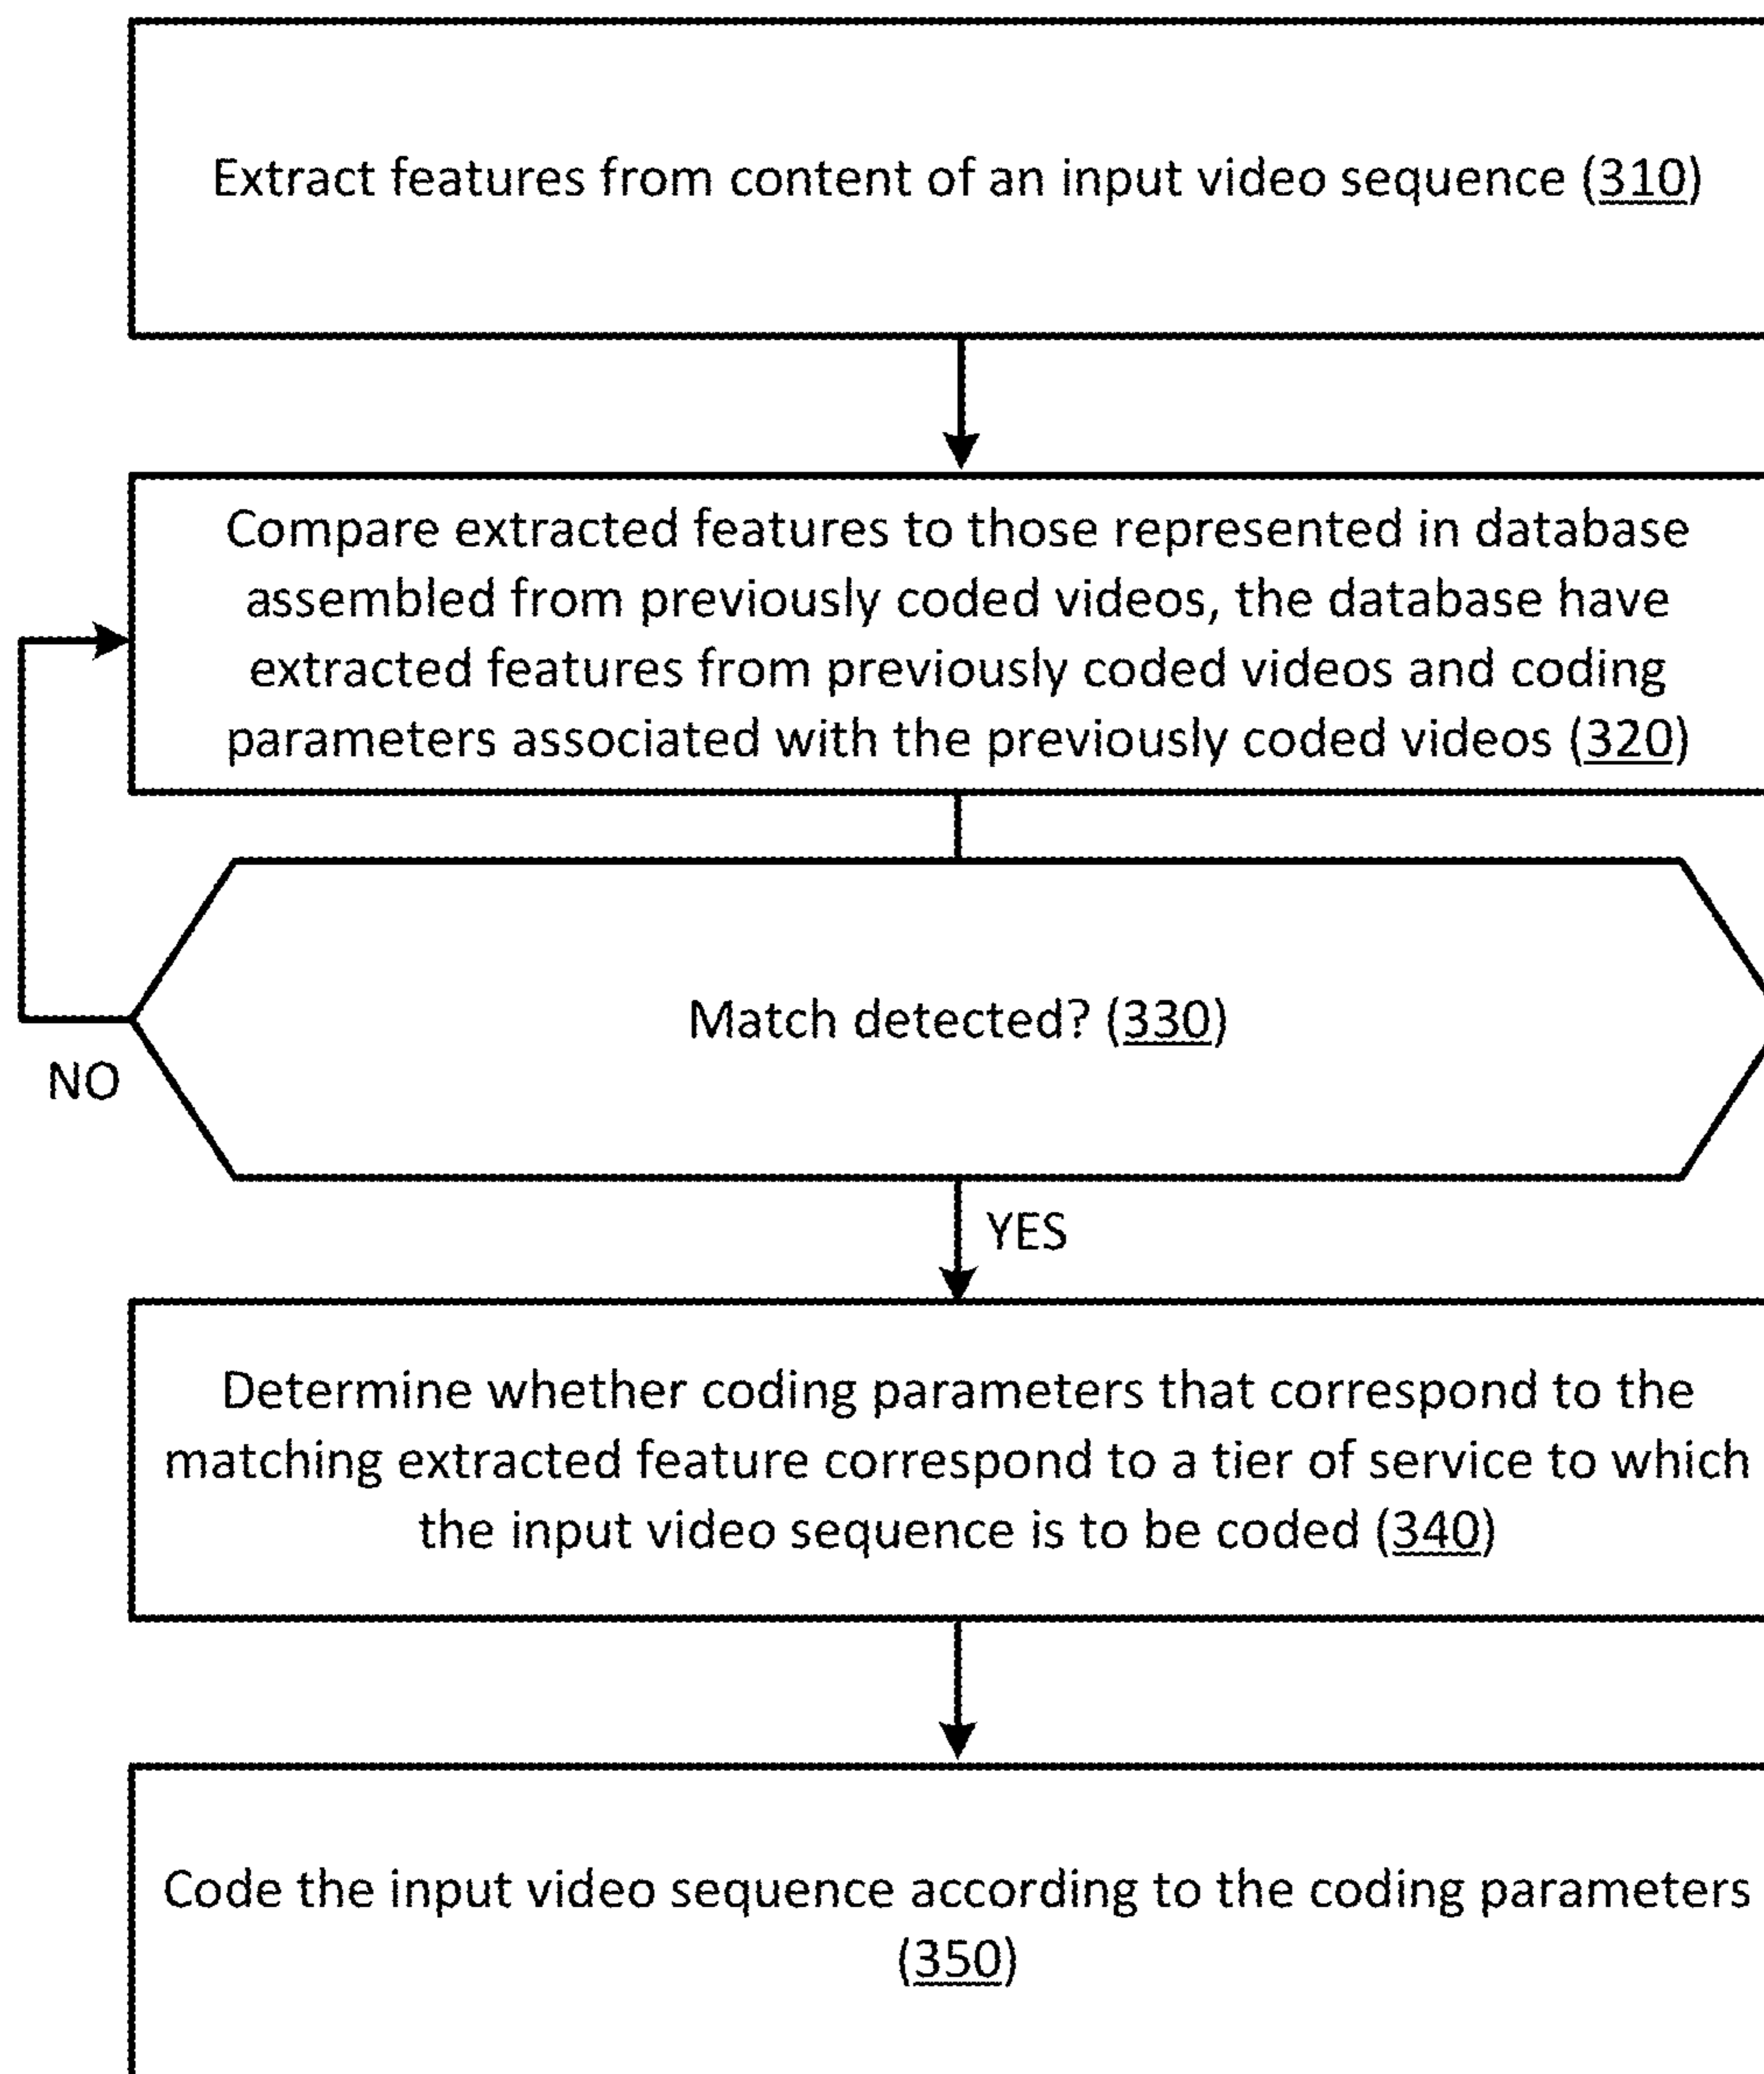 Extract features from content of an input video sequence (310)
Compare extracted features to those represented in database
assembled from previously coded videos, the database have
extracted features from previously coded videos and coding
parameters associated with the previously coded videos (320)
Match detected? (330)
NO
YES
Determine whether coding parameters that correspond to the
matching extracted feature correspond to a tier of service to which
the input video sequence is to be coded (340)
Code the input video sequence according to the coding parameters
(350)